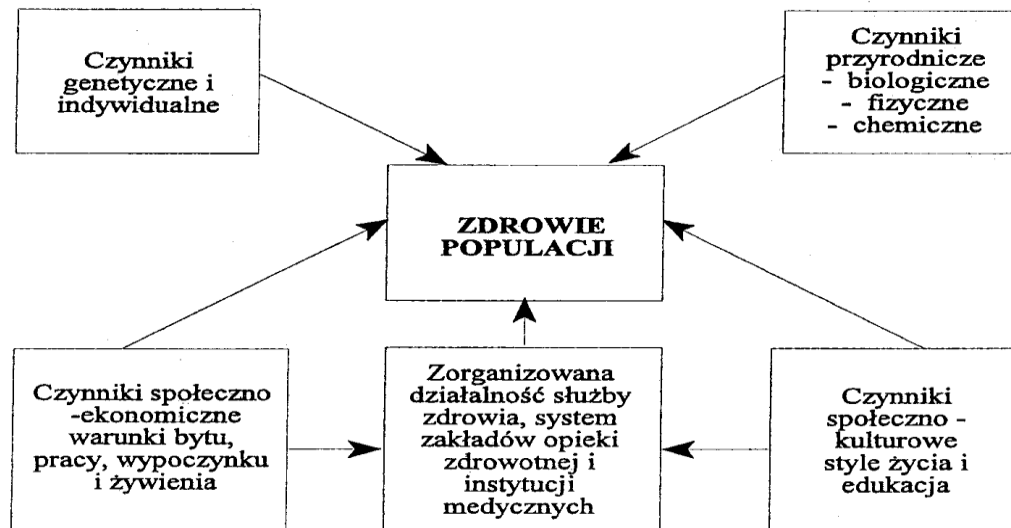 Czynniki
genetyczne i
indywidualne
Czynniki
przyrodnicze
- biologiczne
- fizyczne
- chemiczne
ZDROWIE
POPULACJI
Czynniki społeczno
-ekonomiczne
warunki bytu,
pracy, wypoczynku
i żywienia
Zorganizowana
działalność służby
zdrowia, system
zakładów opieki
zdrowotnej i
instytucji
medycznych
Czynniki
społeczno -
kulturowe
style życia i
edukacja